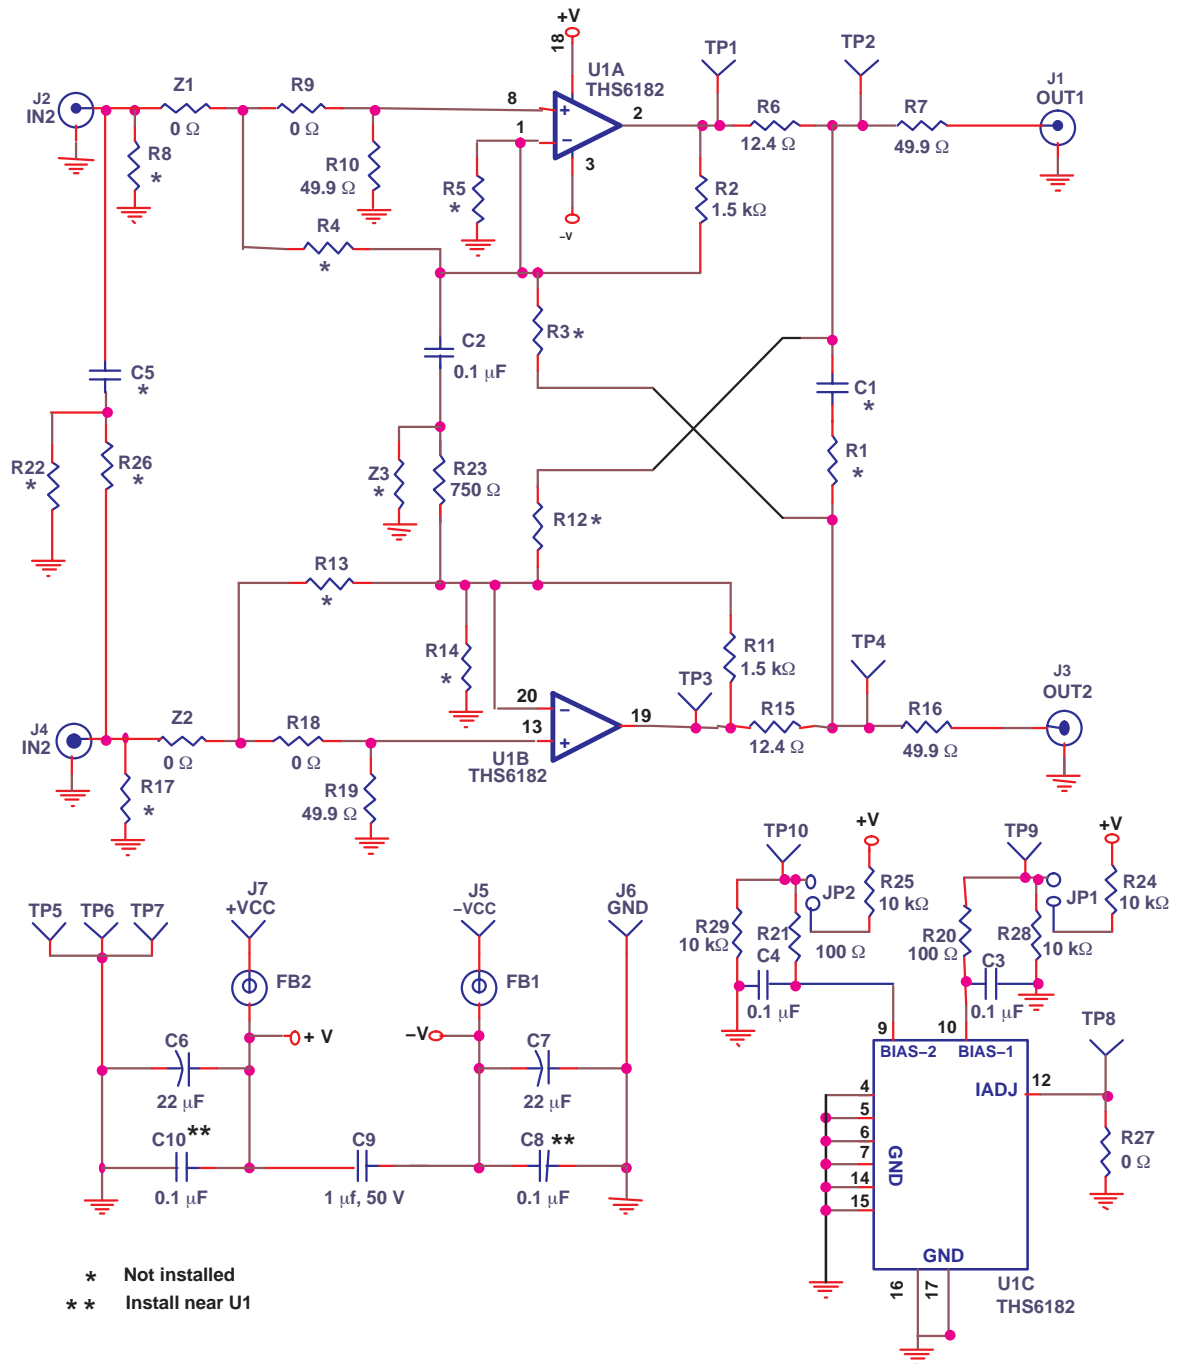 +V
18
U1A
THS6182
TP1
TP2
J2
IN2
Z1
0 Ω
R9
0 Ω
8
+
1
−
2
3
–V
R6
12.4 Ω
R7
49.9 Ω
J1
OUT1
R8
*
R10
49.9 Ω
R5
*
R2
1.5 kΩ
R4
*
R3 *
C2
0.1 µF
C5
*
C1
*
R22
*
R26
*
Z3
*
R23
750 Ω
R1
*
R12 *
R13
*
R14
*
R11
1.5 kΩ
TP3
TP4
J3
OUT2
J4
IN2
Z2
0 Ω
R18
0 Ω
20
−
13
+
19
U1B
THS6182
R15
12.4 Ω
R16
49.9 Ω
R17
*
R19
49.9 Ω
TP10
+V
TP9
+V
JP2
R25
10 kΩ
JP1
R24
10 kΩ
R29
10 kΩ
R21
100 Ω
C4
0.1 µF
R20
100 Ω
R28
10 kΩ
C3
0.1 µF
TP5
TP6
TP7
J7
+VCC
J5
–VCC
J6
GND
FB2
FB1
+ V
–V
C6
22 µF
C7
22 µF
C10 **
0.1 µF
C9
1 µf, 50 V
C8 **
0.1 µF
9
10
BIAS–2
BIAS–1
TP8
IADJ
12
4
5
6
7
14
15
GND
R27
0 Ω
GND
16
17
U1C
THS6182
* Not installed
* * Install near U1